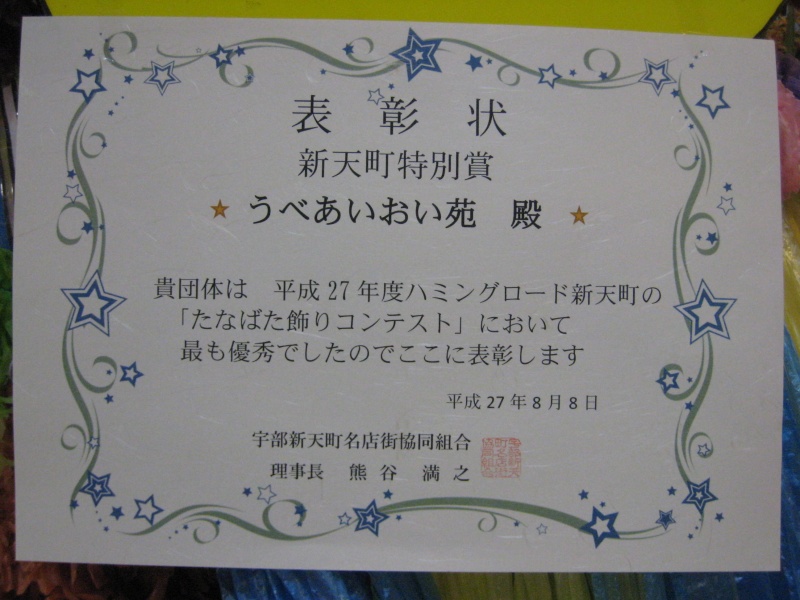 表彰状
新天町特別賞
うべあいおい苑 殿
貴団体は 平成27年度ハミングロード新天町の
「たなばた飾りコンテスト」において
最も優秀でしたのでここに表彰します
平成27年8月8日
宇部新天町名店街協同組合
理事長 熊谷 満之